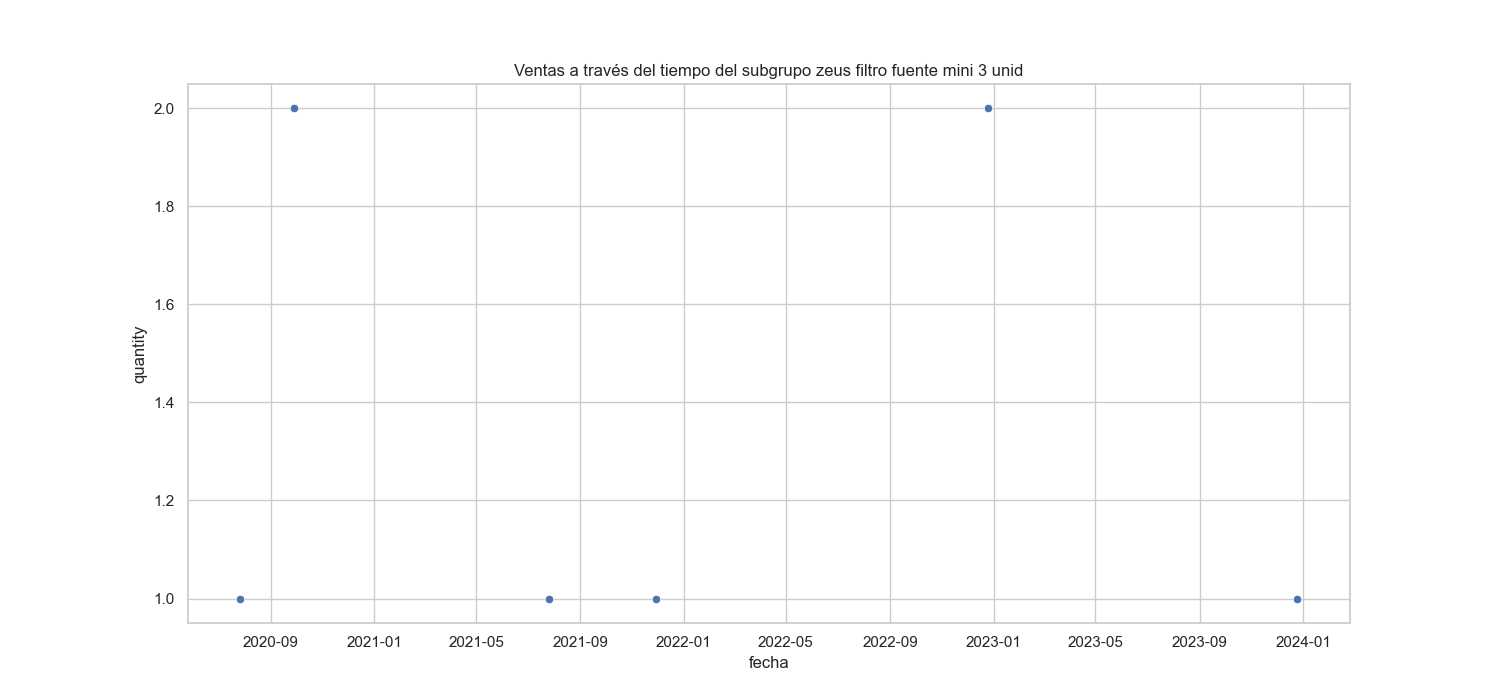 Ventas a través del tiempo del subgrupo zeus filtro fuente mini 3 unid
2.0
1.8
1.6
1.4
1.2
1.0
quantity
2020-09 2021-01 2021-05 2021-09 2022-01 2022-05 2022-09 2023-01 2023-05 2023-09 2024-01
fecha